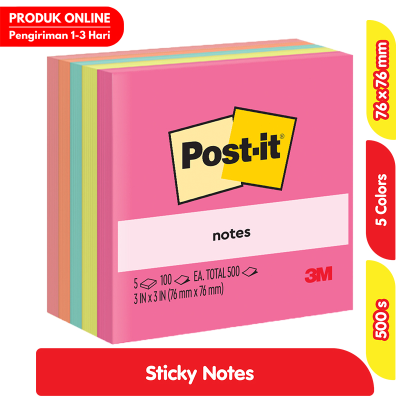 PRODUK ONLINE
Pengiriman 1-3 Hari
76 x 76 mm
5 Colors
500 s
Post-it®
notes
5 100 EA. TOTAL 500
3 IN x 3 IN (76 mm x 76 mm)
3M
Sticky Notes